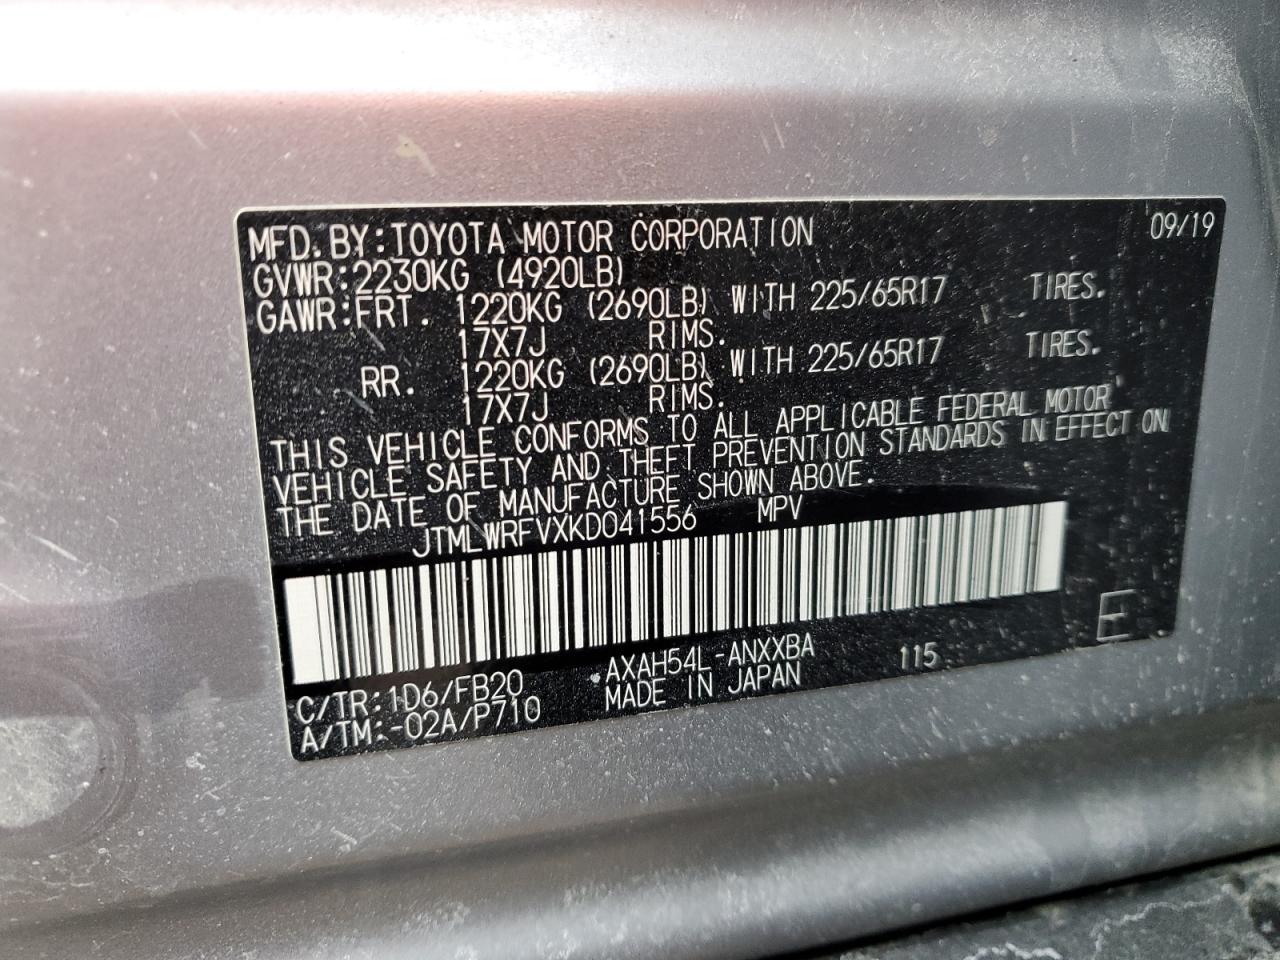 MFD. BY: TOYOTA MOTOR CORPORATION 09/19
GVWR: 2230KG (4920LB)
GAWR: FRT. 1220KG (2690LB) WITH 225/65R17 TIRES.
17X7J RIMS.
RR. 1220KG (2690LB) WITH 225/65R17 TIRES.
17X7J RIMS.
THIS VEHICLE CONFORMS TO ALL APPLICABLE FEDERAL MOTOR
VEHICLE SAFETY AND THEFT PREVENTION STANDARDS IN EFFECT ON
THE DATE OF MANUFACTURE SHOWN ABOVE.
JTMLWRFVXKD041556 MPV
E
C/TR: 1D6/FB20 AXAH54L-ANXXBA 115
A/TM: -02A/P710 MADE IN JAPAN